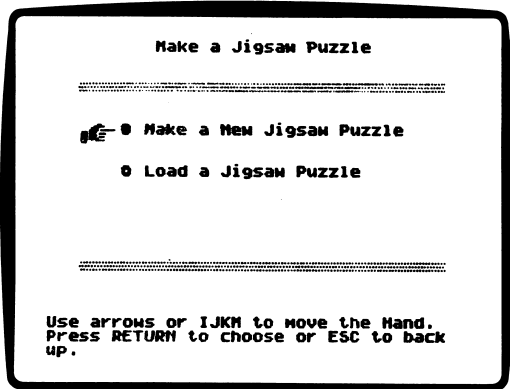 Make a Jigsaw Puzzle
Make a New Jigsaw Puzzle
Load a Jigsaw Puzzle
Use arrows or IJKM to move the Hand.
Press RETURN to choose or ESC to back
up.